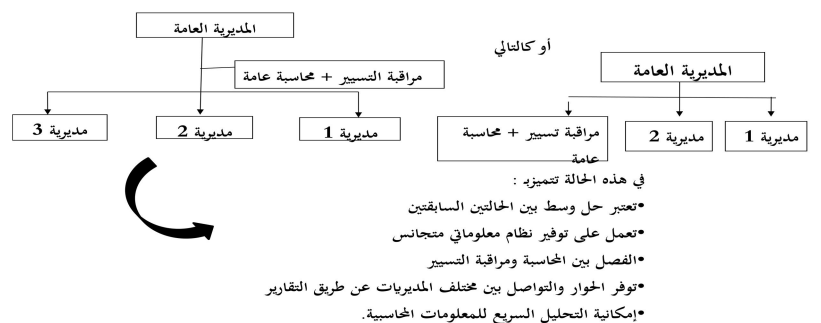 المديرية العامة
أو كالتالي
مراقبة التسيير + محاسبة عامة
المديرية العامة
مديرية 1
مديرية 2
مديرية 3
مديرية 1
مديرية 2
مراقبة تسيير + محاسبة
عامة
في هذه الحالة تتميزبـ :
•تعتبر حل وسط بين الحالتين السابقتين
•تعمل على توفير نظام معلوماتي متجانس
•الفصل بين المحاسبة ومراقبة التسيير
•توفر الحوار والتواصل بين مختلف المديريات عن طريق التقارير
•إمكانية التحليل السريع للمعلومات المحاسبية.